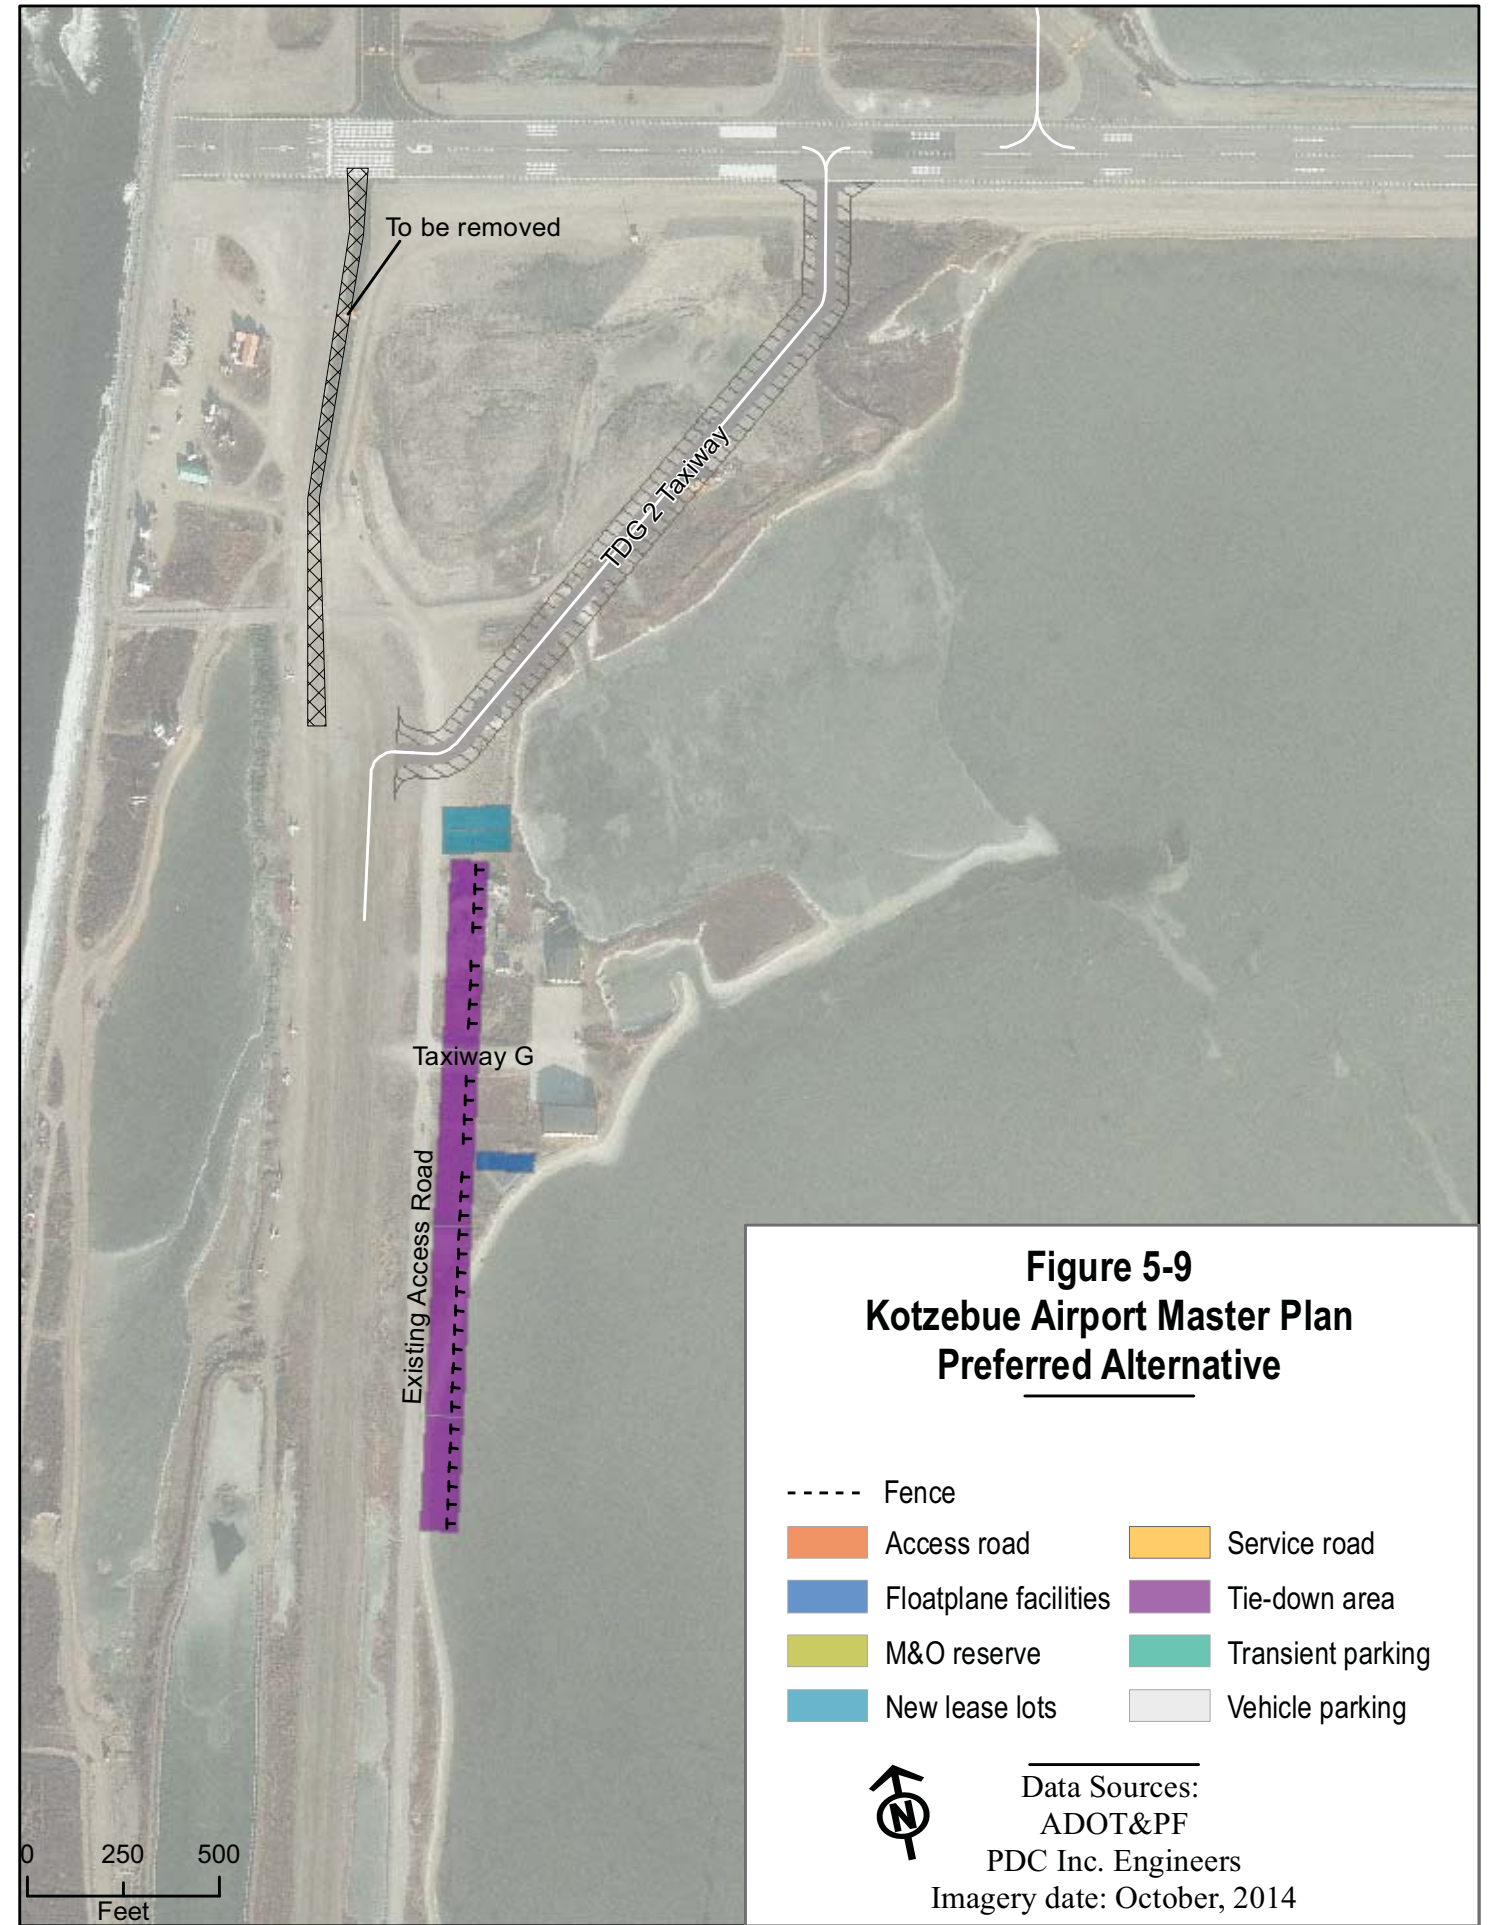 To be removed
TDG 2 Taxiway
Taxiway G
Existing Access Road
Figure 5-9
Kotzebue Airport Master Plan
Preferred Alternative
Fence
Access road
Service road
Floatplane facilities
Tie-down area
M&O reserve
Transient parking
New lease lots
Vehicle parking
N
Data Sources:
ADOT&PF
PDC Inc. Engineers
Imagery date: October, 2014
0 250 500
Feet